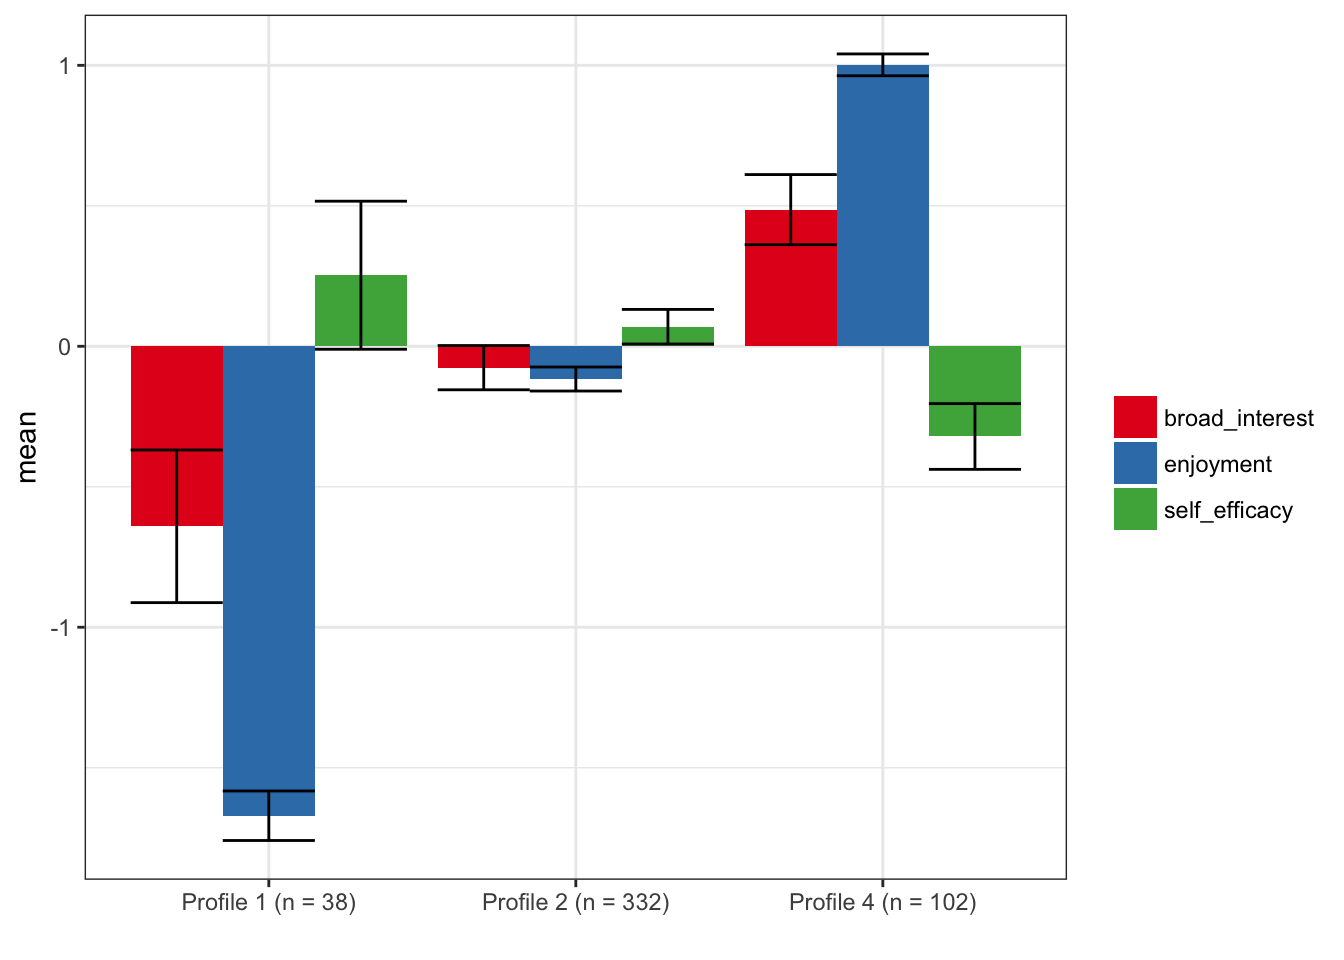 1
0
-1
mean
Profile 1 (n = 38)
Profile 2 (n = 332)
Profile 4 (n = 102)
broad_interest
enjoyment
self_efficacy